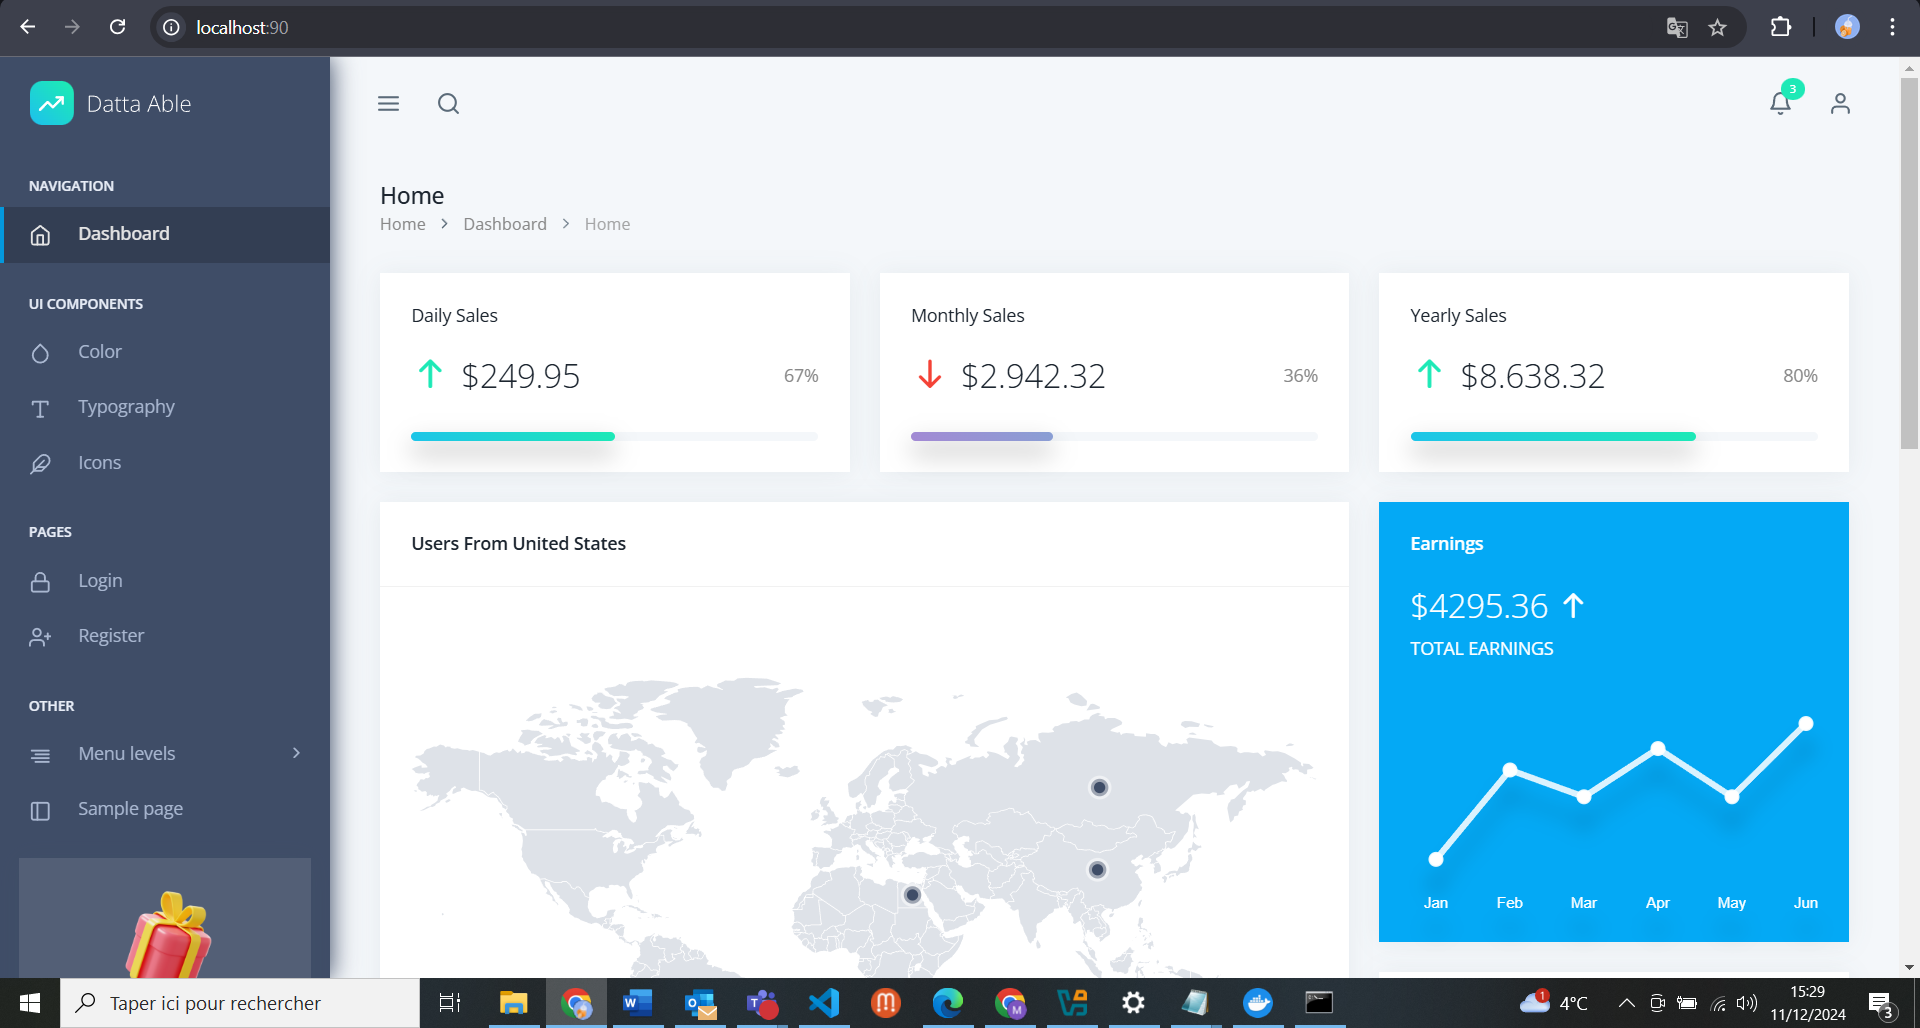 localhost:90
Datta Able
3
NAVIGATION
Dashboard
UI COMPONENTS
Color
Typography
Icons
PAGES
Login
Register
OTHER
Menu levels
Sample page
Home
Home > Dashboard > Home
Daily Sales
$249.95 67%
Monthly Sales
$2.942.32 36%
Yearly Sales
$8.638.32 80%
Users From United States
Earnings
$4295.36
TOTAL EARNINGS
Jan Feb Mar Apr May Jun
Taper ici pour rechercher
1
4°C
15:29
11/12/2024
3